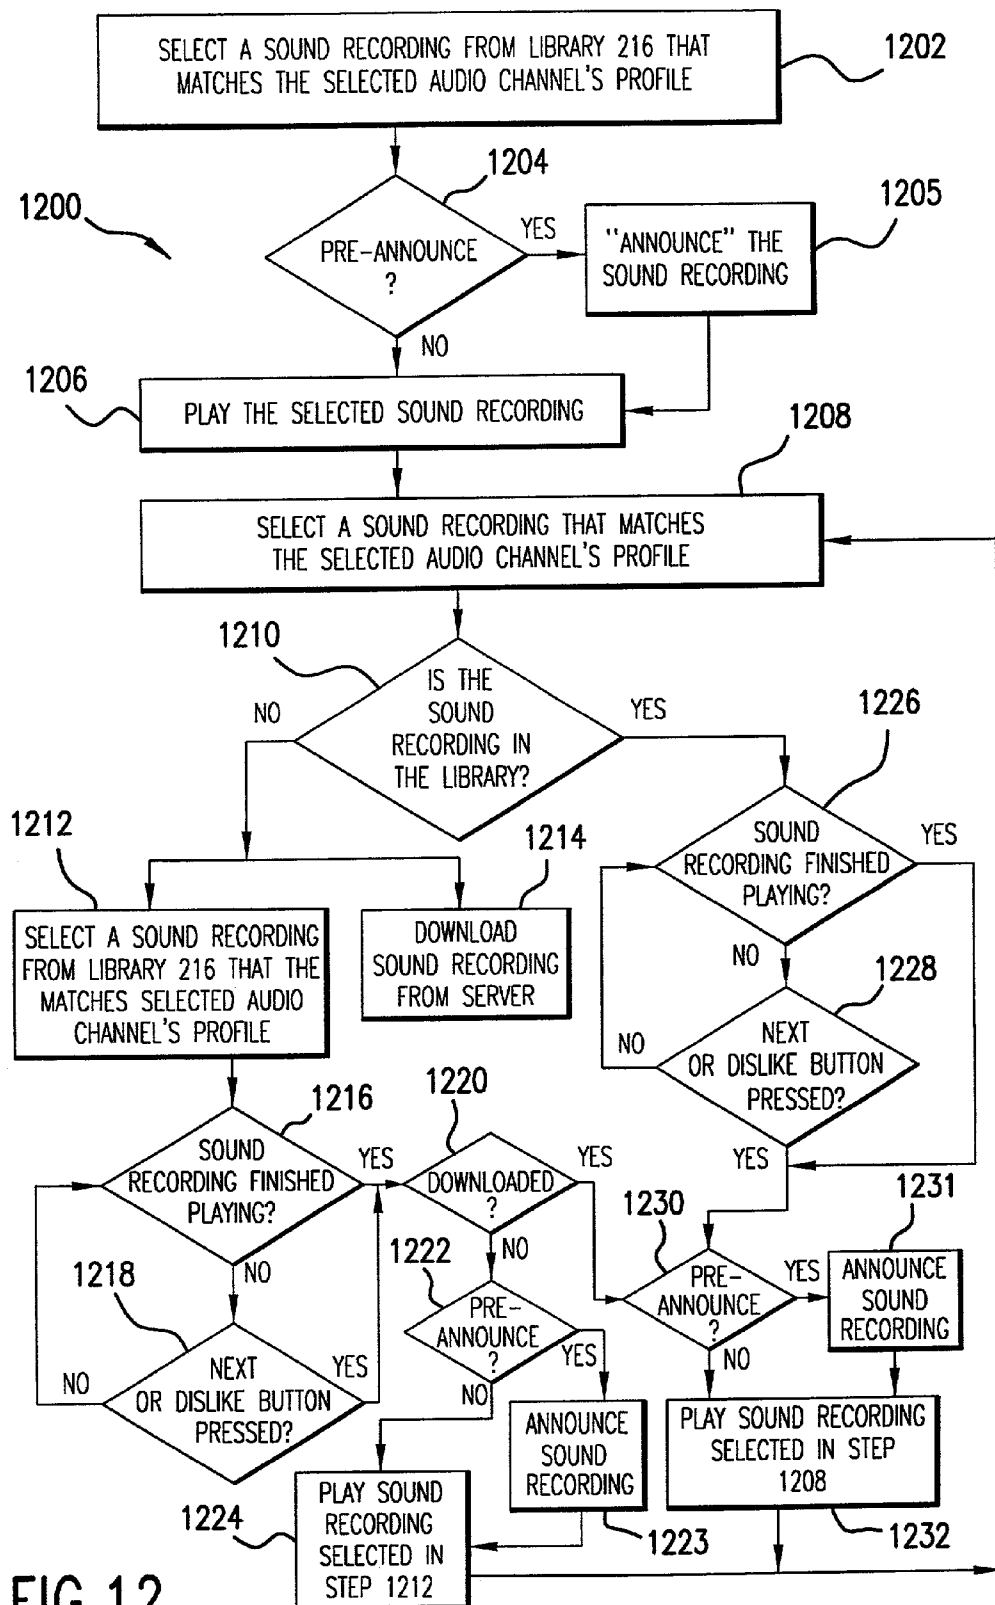 SELECT A SOUND RECORDING FROM LIBRARY 216 THAT
MATCHES THE SELECTED AUDIO CHANNEL'S PROFILE
1202
1204
1200
PRE-ANNOUNCE
?
YES
1205
"ANNOUNCE" THE
SOUND RECORDING
NO
1206
PLAY THE SELECTED SOUND RECORDING
1208
SELECT A SOUND RECORDING THAT MATCHES
THE SELECTED AUDIO CHANNEL'S PROFILE
1210
IS THE
SOUND
RECORDING IN
THE LIBRARY?
NO
YES
1226
SOUND
RECORDING FINISHED
PLAYING?
YES
NO
1228
NEXT
OR DISLIKE BUTTON
PRESSED?
NO
YES
1212
SELECT A SOUND RECORDING
FROM LIBRARY 216 THAT THE
MATCHES SELECTED AUDIO
CHANNEL'S PROFILE
1214
DOWNLOAD
SOUND RECORDING
FROM SERVER
1216
SOUND
RECORDING FINISHED
PLAYING?
YES
NO
1218
NEXT
OR DISLIKE BUTTON
PRESSED?
NO
YES
1220
DOWNLOADED
?
YES
NO
1222
PRE-
ANNOUNCE
?
YES
NO
ANNOUNCE
SOUND
RECORDING
1223
1224
PLAY SOUND
RECORDING
SELECTED IN
STEP 1212
1230
PRE-
ANNOUNCE
?
YES
NO
1231
ANNOUNCE
SOUND
RECORDING
PLAY SOUND RECORDING
SELECTED IN STEP
1208
1232
FIG.12